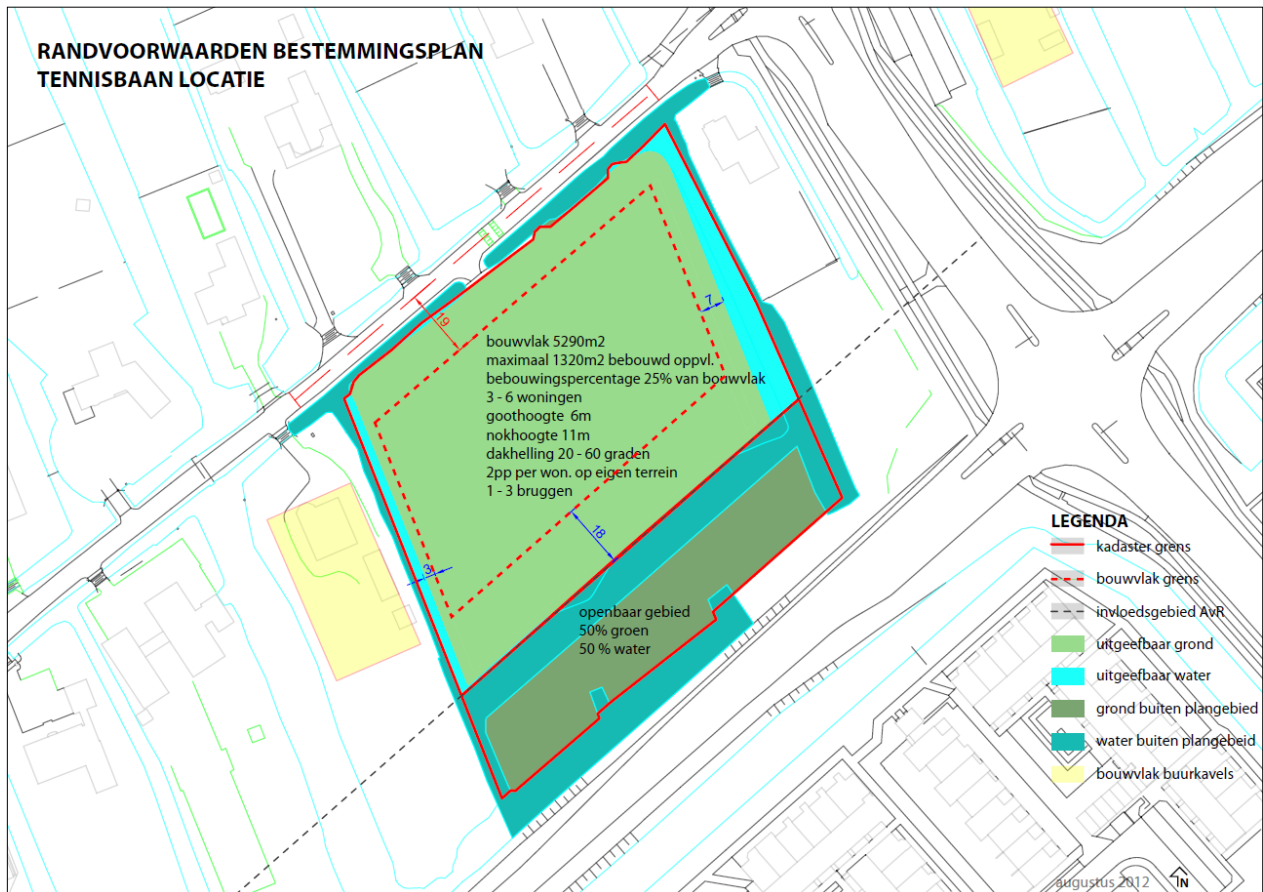 RANDVOORWAARDEN BESTEMMINGSPLAN
TENNISBAAN LOCATIE
7
19
bouwvlak 5290m2
maximaal 1320m2 bebouwd oppvl.
bebouwingspercentage 25% van bouwvlak
3 - 6 woningen
goothoogte 6m
nokhoogte 11m
dakhelling 20 - 60 graden
2pp per won. op eigen terrein
1 - 3 bruggen
18
3
openbaar gebied
50% groen
50 % water
LEGENDA
kadaster grens
bouwvlak grens
invloedsgebied AvR
uitgeefbaar grond
uitgeefbaar water
grond buiten plangebied
water buiten plangebeid
bouwvlak buurkavels
augustus 2012
N